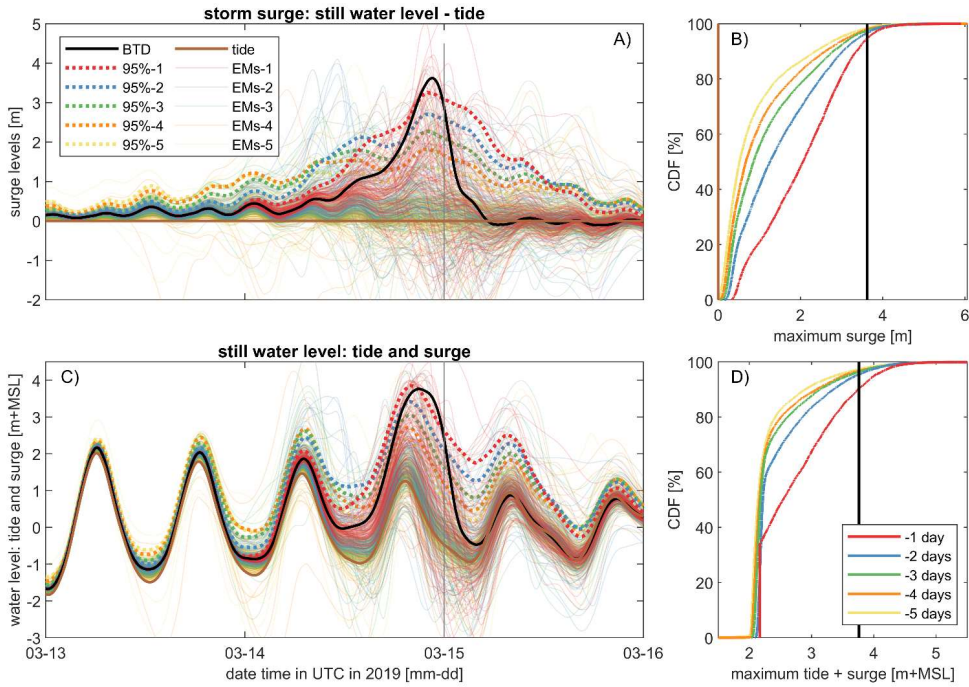 storm surge: still water level - tide
A)
B)
5
4
3
2
1
0
-1
-2
surge levels [m]
BTD
tide
95%-1
EMs-1
95%-2
EMs-2
95%-3
EMs-3
95%-4
EMs-4
95%-5
EMs-5
100
80
60
40
20
0
CDF [%]
0
2
4
6
maximum surge [m]
still water level: tide and surge
C)
D)
4
3
2
1
0
-1
-2
-3
water level: tide and surge [m+MSL]
03-13
03-14
03-15
03-16
date time in UTC in 2019 [mm-dd]
100
80
60
40
20
0
CDF [%]
-1 day
-2 days
-3 days
-4 days
-5 days
2
3
4
5
maximum tide + surge [m+MSL]